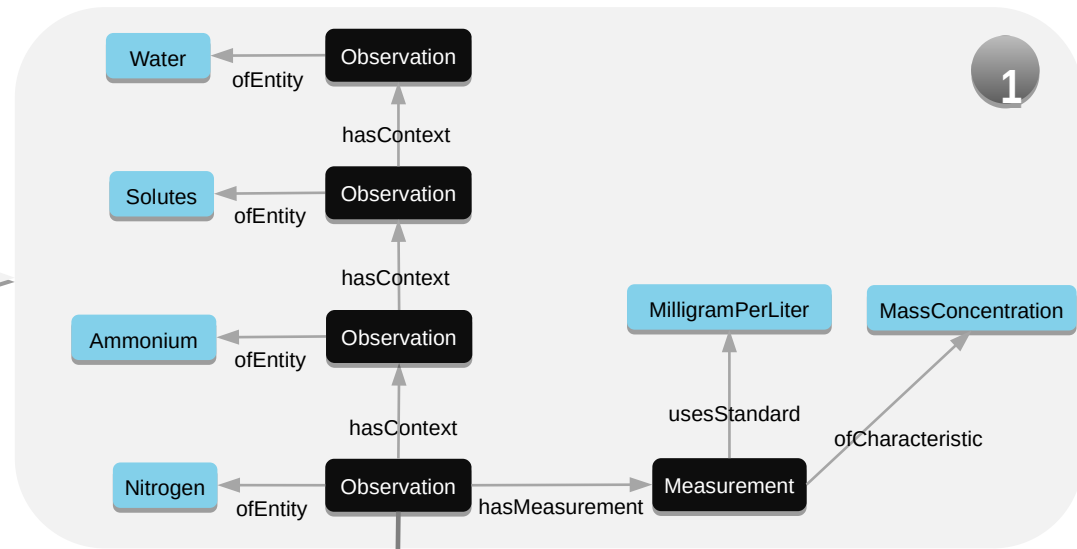 Water
Observation
1
ofEntity
hasContext
Solutes
Observation
ofEntity
hasContext
MilligramPerLiter
MassConcentration
Ammonium
Observation
ofEntity
usesStandard
hasContext
ofCharacteristic
Nitrogen
Observation
Measurement
ofEntity
hasMeasurement